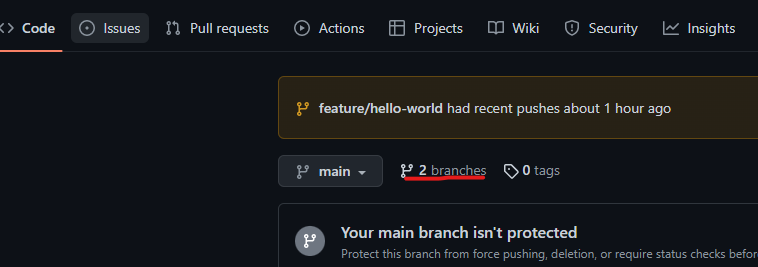 Code Issues Pull requests Actions Projects Wiki Security Insights
feature/hello-world had recent pushes about 1 hour ago
main 2 branches 0 tags
Your main branch isn't protected
Protect this branch from force pushing, deletion, or require status checks before